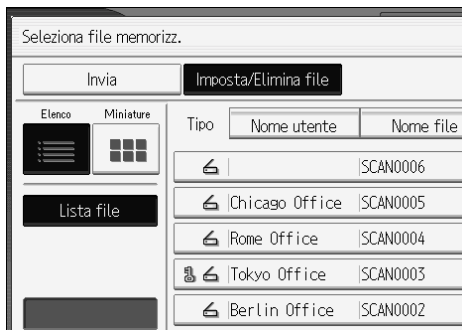 Seleziona file memorizz.
Invia
Imposta/Elimina file
Elenco
Miniature
Tipo
Nome utente
Nome file
Lista file
SCAN0006
Chicago Office SCAN0005
Rome Office SCAN0004
Tokyo Office SCAN0003
Berlin Office SCAN0002